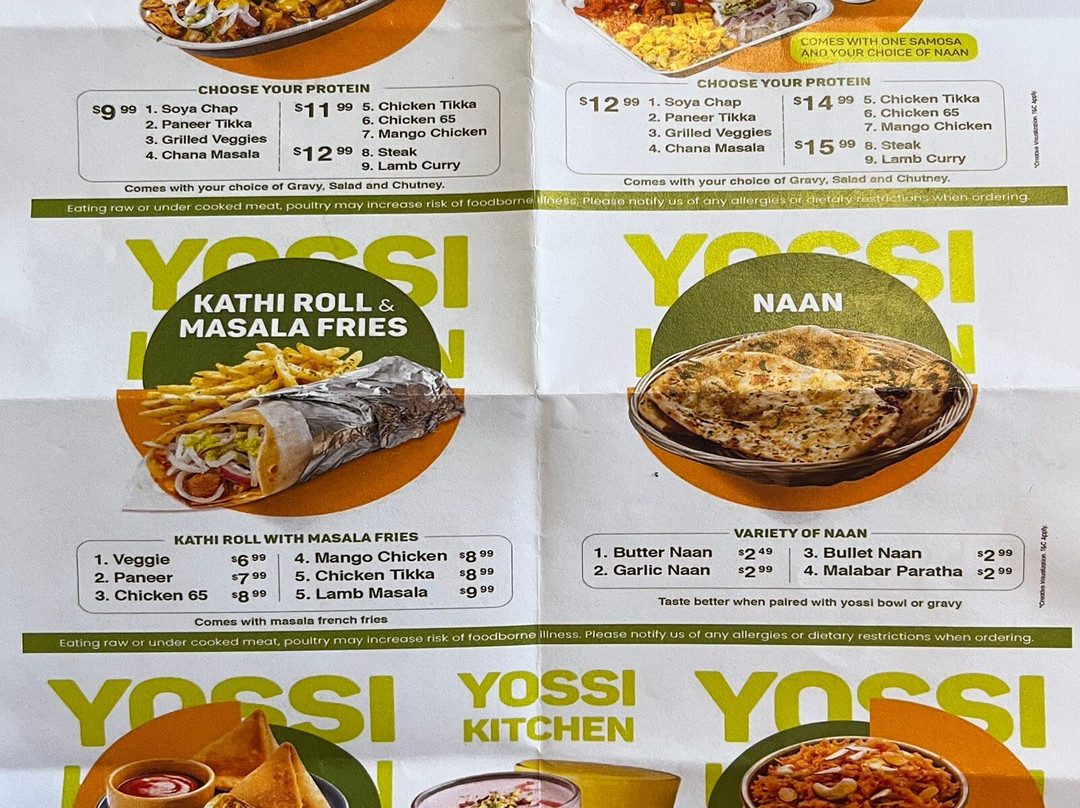 COMES WITH ONE SAMOSA
AND YOUR CHOICE OF NAAN
CHOOSE YOUR PROTEIN
$9 99 1. Soya Chap
2. Paneer Tikka
3. Grilled Veggies
4. Chana Masala
$11 99 5. Chicken Tikka
6. Chicken 65
7. Mango Chicken
$12 99 8. Steak
9. Lamb Curry
Comes with your choice of Gravy, Salad and Chutney.
CHOOSE YOUR PROTEIN
$12 99 1. Soya Chap
2. Paneer Tikka
3. Grilled Veggies
4. Chana Masala
$14 99 5. Chicken Tikka
6. Chicken 65
7. Mango Chicken
$15 99 8. Steak
9. Lamb Curry
Comes with your choice of Gravy, Salad and Chutney.
*Creative Visualization. T&C Apply.
Eating raw or under cooked meat, poultry may increase risk of foodborne illness. Please notify us of any allergies or dietary restrictions when ordering.
YOSSI
KATHI ROLL &
MASALA FRIES
KATHI ROLL WITH MASALA FRIES
1. Veggie $6 99
2. Paneer $7 99
3. Chicken 65 $8 99
4. Mango Chicken $8 99
5. Chicken Tikka $8 99
5. Lamb Masala $9 99
Comes with masala french fries
YOSSI
NAAN
VARIETY OF NAAN
1. Butter Naan $2 49
2. Garlic Naan $2 99
3. Bullet Naan $2 99
4. Malabar Paratha $2 99
Taste better when paired with yossi bowl or gravy
*Creative Visualization. T&C Apply.
Eating raw or under cooked meat, poultry may increase risk of foodborne illness. Please notify us of any allergies or dietary restrictions when ordering.
YOSSI
YOSSI
KITCHEN
YOSSI